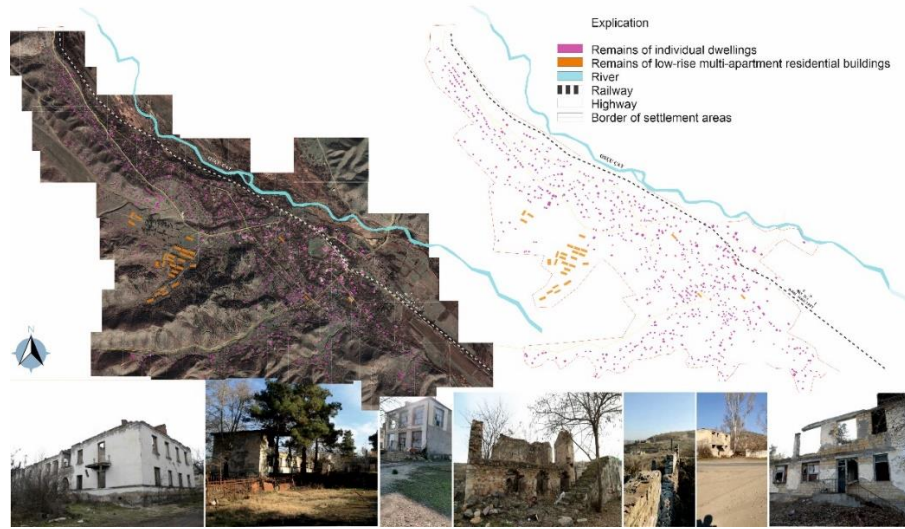 Explication
Remains of individual dwellings
Remains of low-rise multi-apartment residential buildings
River
Railway
Highway
Border of settlement areas
N